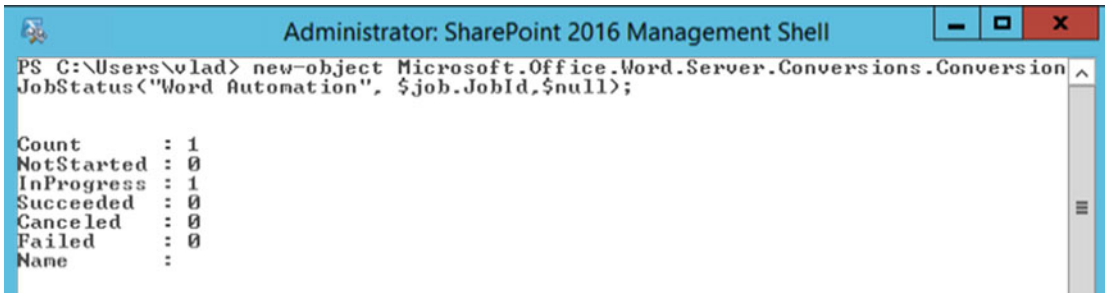 Administrator: SharePoint 2016 Management Shell
PS C:\Users\vlad> new-object Microsoft.Office.Word.Server.Conversions.Conversion
JobStatus("Word Automation", $job.JobId,$null);
Count : 1
NotStarted : 0
InProgress : 1
Succeeded : 0
Canceled : 0
Failed : 0
Name :